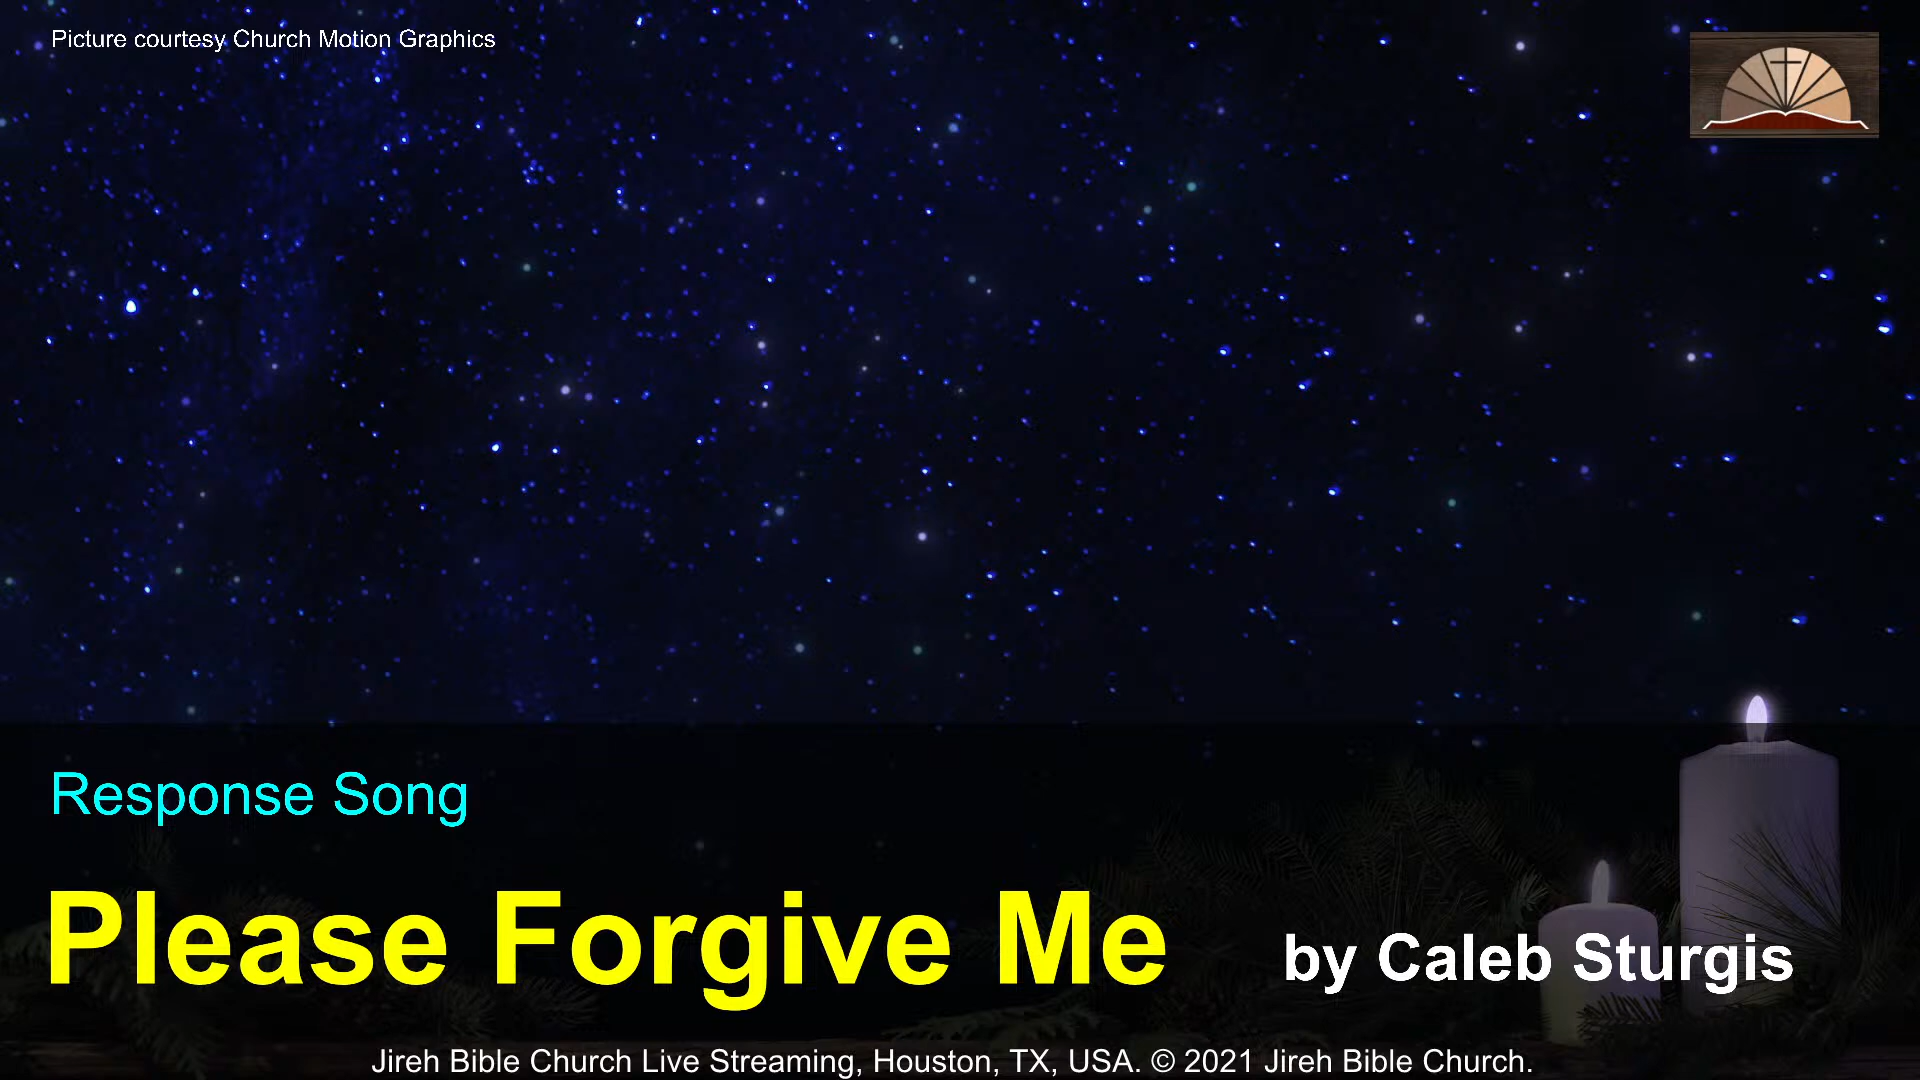 Picture courtesy Church Motion Graphics
Response Song
Please Forgive Me by Caleb Sturgis
Jireh Bible Church Live Streaming, Houston, TX, USA. © 2021 Jireh Bible Church.